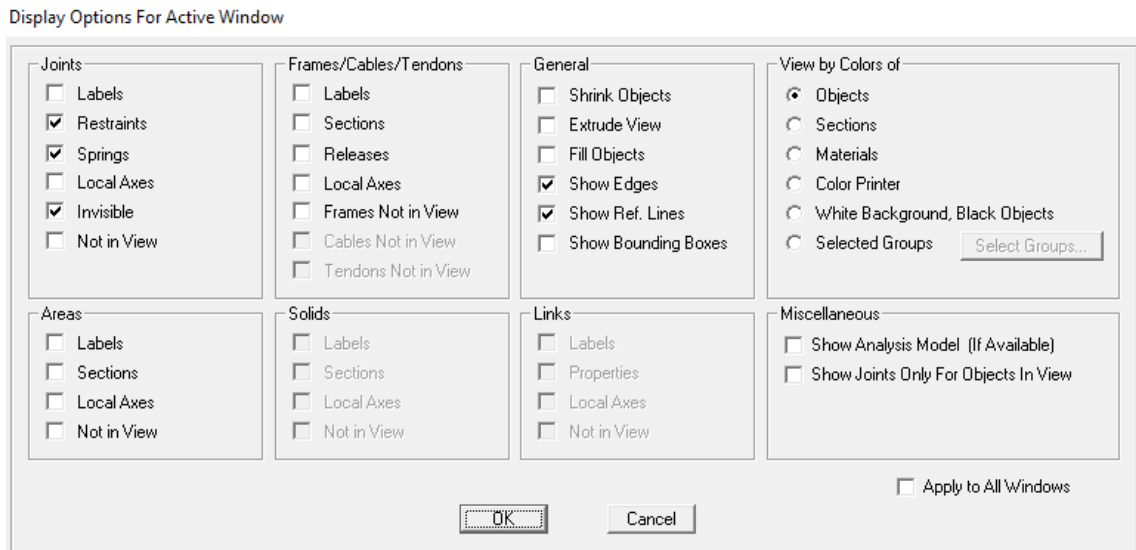 Display Options For Active Window
Joints
Labels
Restraints
Springs
Local Axes
Invisible
Not in View
Frames/Cables/Tendons
Labels
Sections
Releases
Local Axes
Frames Not in View
Cables Not in View
Tendons Not in View
General
Shrink Objects
Extrude View
Fill Objects
Show Edges
Show Ref. Lines
Show Bounding Boxes
View by Colors of
Objects
Sections
Materials
Color Printer
White Background, Black Objects
Selected Groups
Select Groups...
Areas
Labels
Sections
Local Axes
Not in View
Solids
Labels
Sections
Local Axes
Not in View
Links
Labels
Properties
Local Axes
Not in View
Miscellaneous
Show Analysis Model (If Available)
Show Joints Only For Objects In View
Apply to All Windows
OK
Cancel